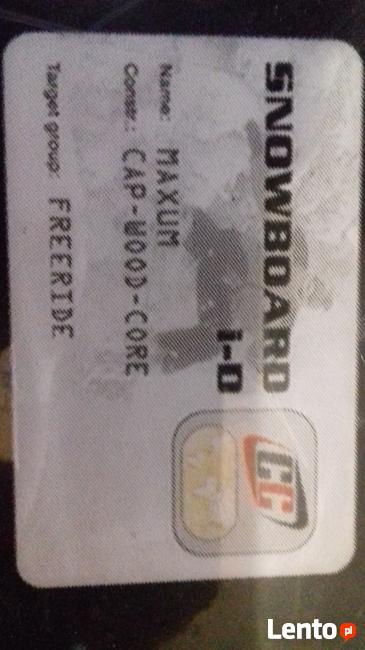 SNOWBOARD
i-D
Name: MAXUM
Constr.: CAP-WOOD-CORE
Target group: FREERIDE
CC
Lento.pl